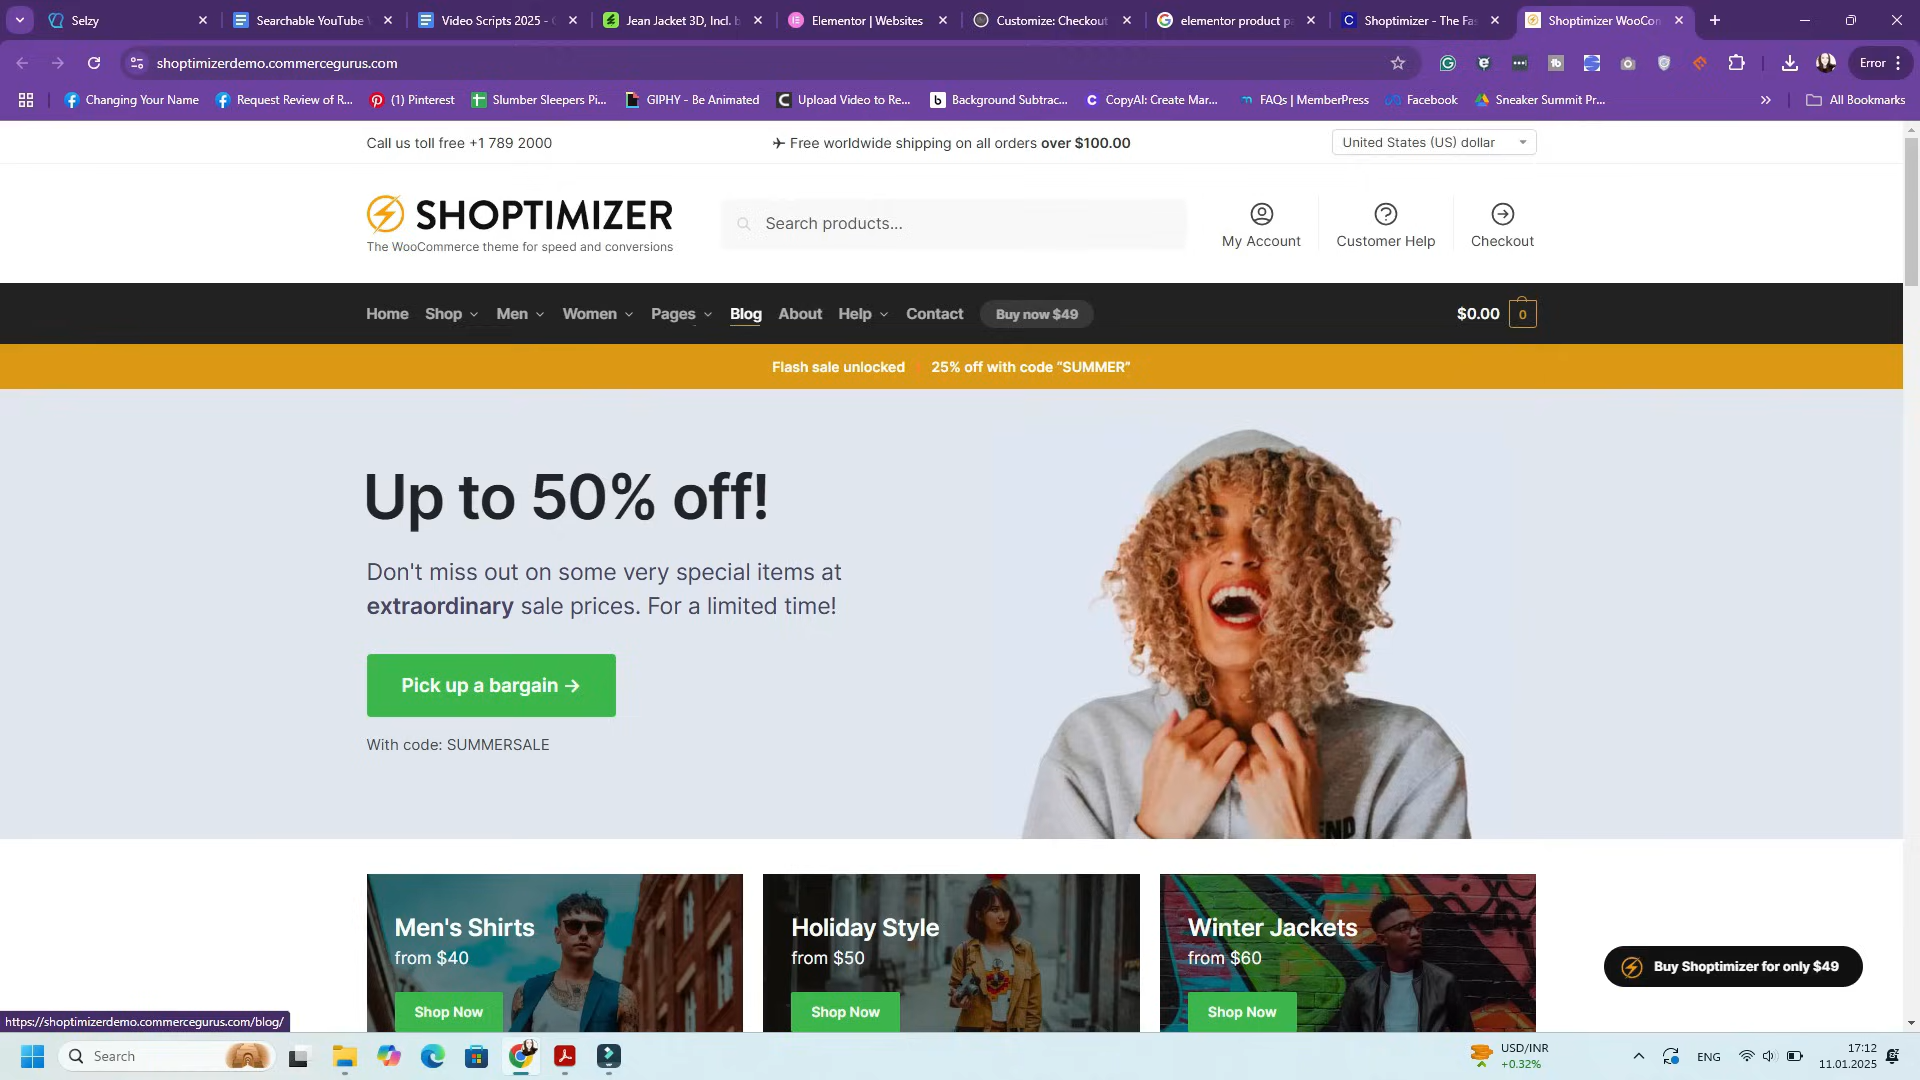 Selzy
Searchable YouTube
Video Scripts 2025 -
Jean Jacket 3D, Incl.
Elementor | Websites
Customize: Checkout
elementor product p
Shoptimizer - The Fas
Shoptimizer WooCon
shoptimizerdemo.commercegurus.com
Error
Changing Your Name
Request Review of R...
(1) Pinterest
Slumber Sleepers Pi...
GIPHY - Be Animated
Upload Video to Re...
Background Subtrac...
CopyAI: Create Mar...
FAQs | MemberPress
Facebook
Sneaker Summit Pr...
All Bookmarks
Call us toll free +1 789 2000
Free worldwide shipping on all orders over $100.00
United States (US) dollar
SHOPTIMIZER
The WooCommerce theme for speed and conversions
Search products...
My Account
Customer Help
Checkout
Home
Shop
Men
Women
Pages
Blog
About
Help
Contact
Buy now $49
$0.00
0
Flash sale unlocked
25% off with code “SUMMER”
Up to 50% off!
Don't miss out on some very special items at
extraordinary sale prices. For a limited time!
Pick up a bargain →
With code: SUMMERSALE
Men's Shirts
from $40
Shop Now
Holiday Style
from $50
Shop Now
Winter Jackets
from $60
Shop Now
Buy Shoptimizer for only $49
https://shoptimizerdemo.commercegurus.com/blog/
Search
USD/INR
+0.32%
ENG
17:12
11.01.2025